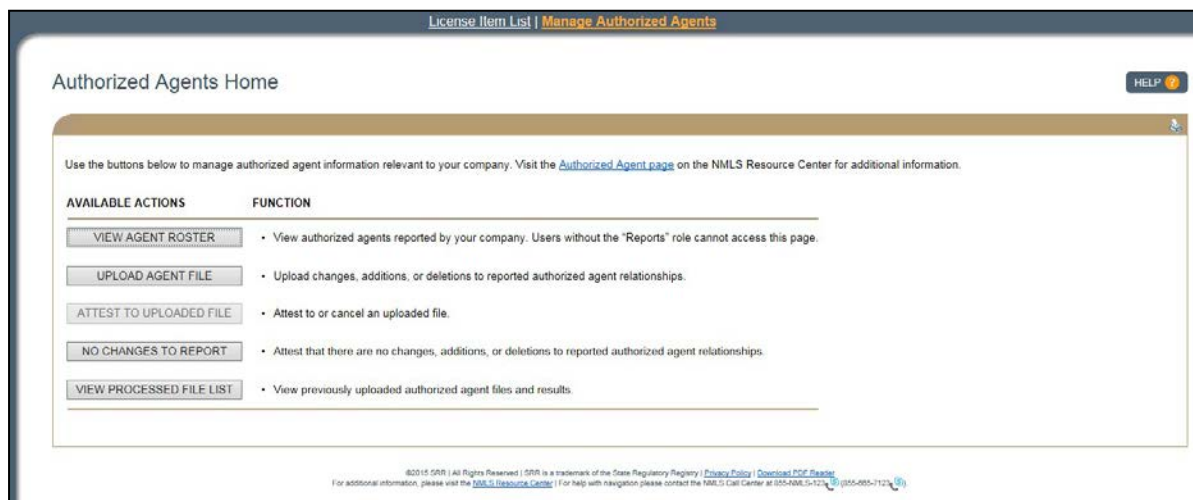 License Item List | Manage Authorized Agents
Authorized Agents Home
HELP ?
Use the buttons below to manage authorized agent information relevant to your company. Visit the Authorized Agent page on the NMLS Resource Center for additional information.
AVAILABLE ACTIONS FUNCTION
VIEW AGENT ROSTER • View authorized agents reported by your company. Users without the "Reports" role cannot access this page.
UPLOAD AGENT FILE • Upload changes, additions, or deletions to reported authorized agent relationships.
ATTEST TO UPLOADED FILE • Attest to or cancel an uploaded file.
NO CHANGES TO REPORT • Attest that there are no changes, additions, or deletions to reported authorized agent relationships.
VIEW PROCESSED FILE LIST • View previously uploaded authorized agent files and results.
©2015 SRR | All Rights Reserved | SRR is a trademark of the State Regulatory Registry | Privacy Policy | Download PDF Reader
For additional information, please visit the NMLS Resource Center | For help with navigation please contact the NMLS Call Center at 855-NMLS-123 (855-665-7123)